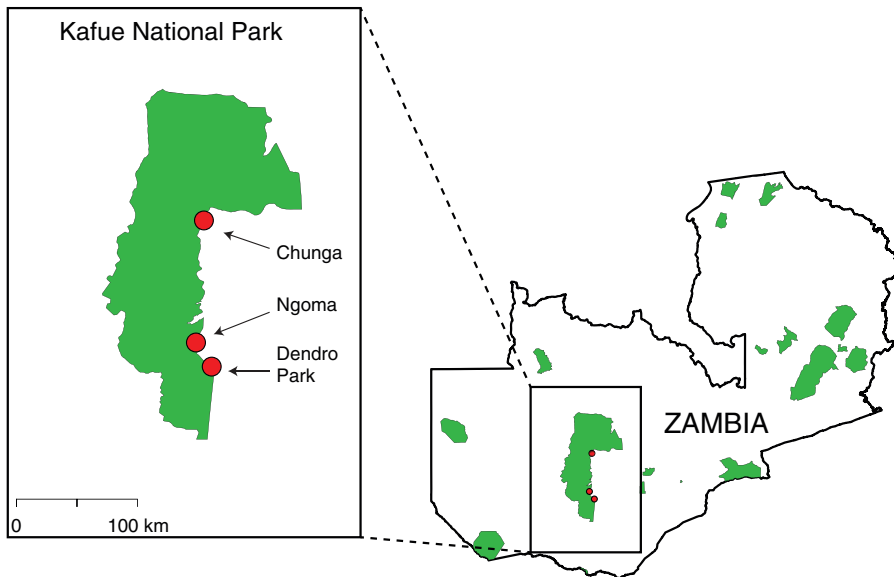 Kafue National Park
Chunga
Ngoma
Dendro
Park
0
100 km
ZAMBIA